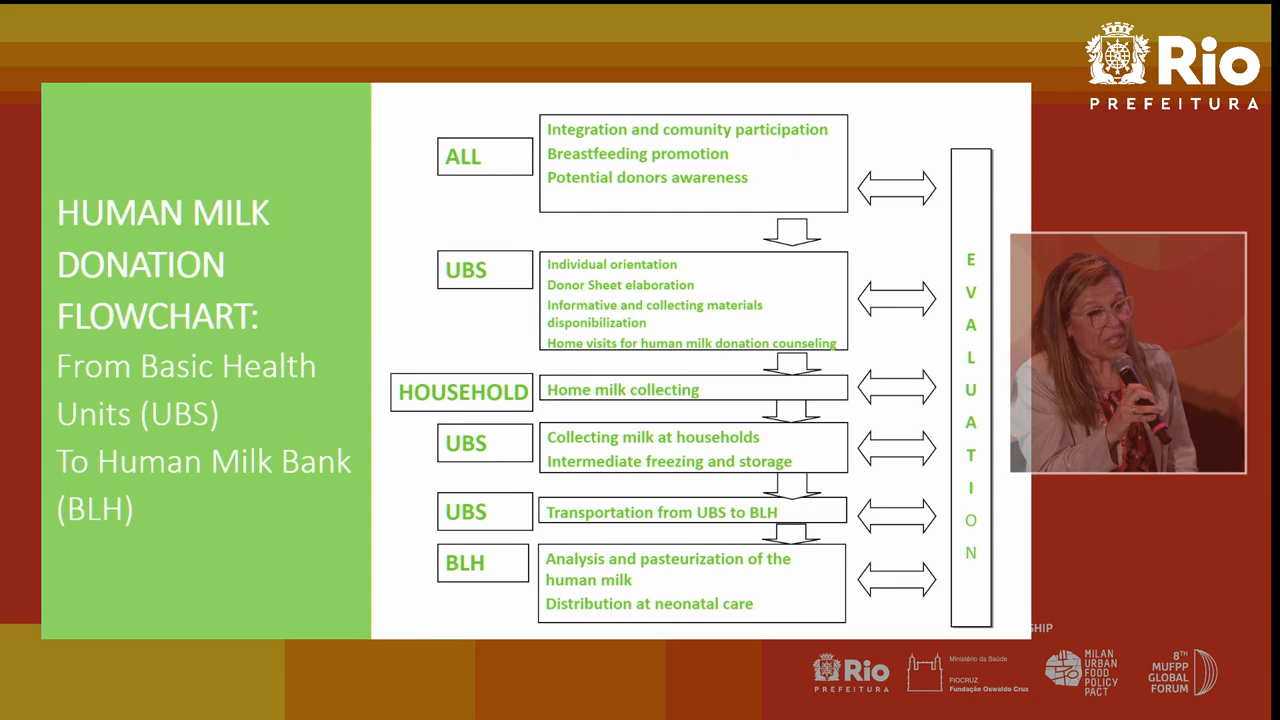 Rio
PREFEITURA
HUMAN MILK
DONATION
FLOWCHART:
From Basic Health
Units (UBS)
To Human Milk Bank
(BLH)
ALL
Integration and comunity participation
Breastfeeding promotion
Potential donors awareness
UBS
Individual orientation
Donor Sheet elaboration
Informative and collecting materials
disponibilization
Home visits for human milk donation counseling
HOUSEHOLD
Home milk collecting
UBS
Collecting milk at households
Intermediate freezing and storage
UBS
Transportation from UBS to BLH
BLH
Analysis and pasteurization of the
human milk
Distribution at neonatal care
E
V
A
L
U
A
T
I
O
N
SHIP
Rio
PREFEITURA
Ministério da Saúde
FIOCRUZ
Fundação Oswaldo Cruz
MILAN
URBAN
FOOD
POLICY
PACT
8TH
MUFPP
GLOBAL
FORUM